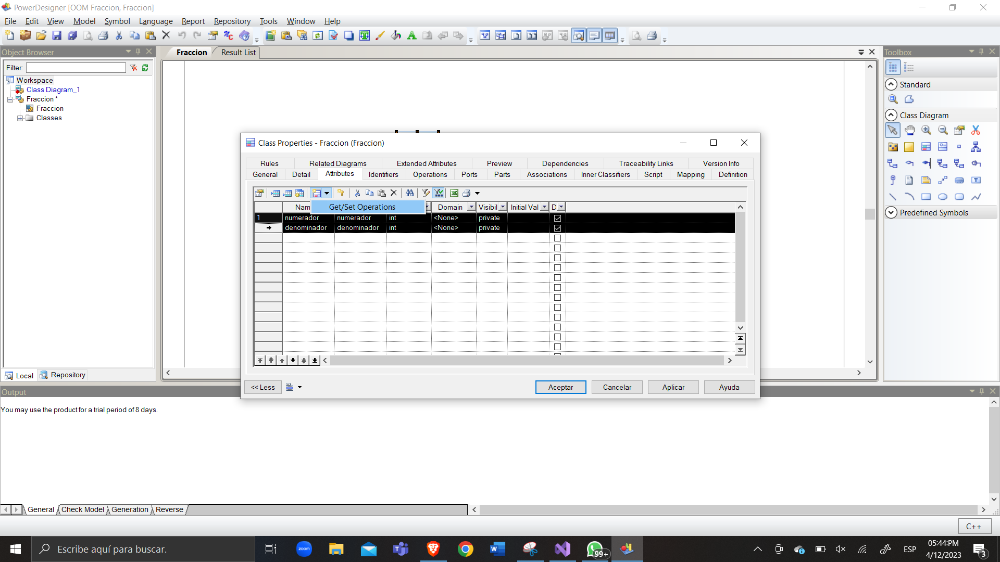 PowerDesigner [OOM Fraccion, Fraccion]
File Edit View Model Symbol Language Report Repository Tools Window Help
Object Browser
Fraccion Result List
Toolbox
Filter:
Workspace
Class Diagram_1
Fraccion *
Fraccion
Classes
Standard
Class Diagram
Predefined Symbols
Class Properties - Fraccion (Fraccion)
Rules Related Diagrams Extended Attributes Preview Dependencies Traceability Links Version Info
General Detail Attributes Identifiers Operations Ports Parts Associations Inner Classifiers Script Mapping Definition
Get/Set Operations
Nam Domain Visibil Initial Val D
1 numerador numerador int <None> private
denominador denominador int <None> private
<< Less Aceptar Cancelar Aplicar Ayuda
Local Repository
Output
You may use the product for a trial period of 8 days.
General Check Model Generation Reverse
C++
Escribe aquí para buscar.
zoom
99+
ESP
05:44:PM
4/12/2023
3